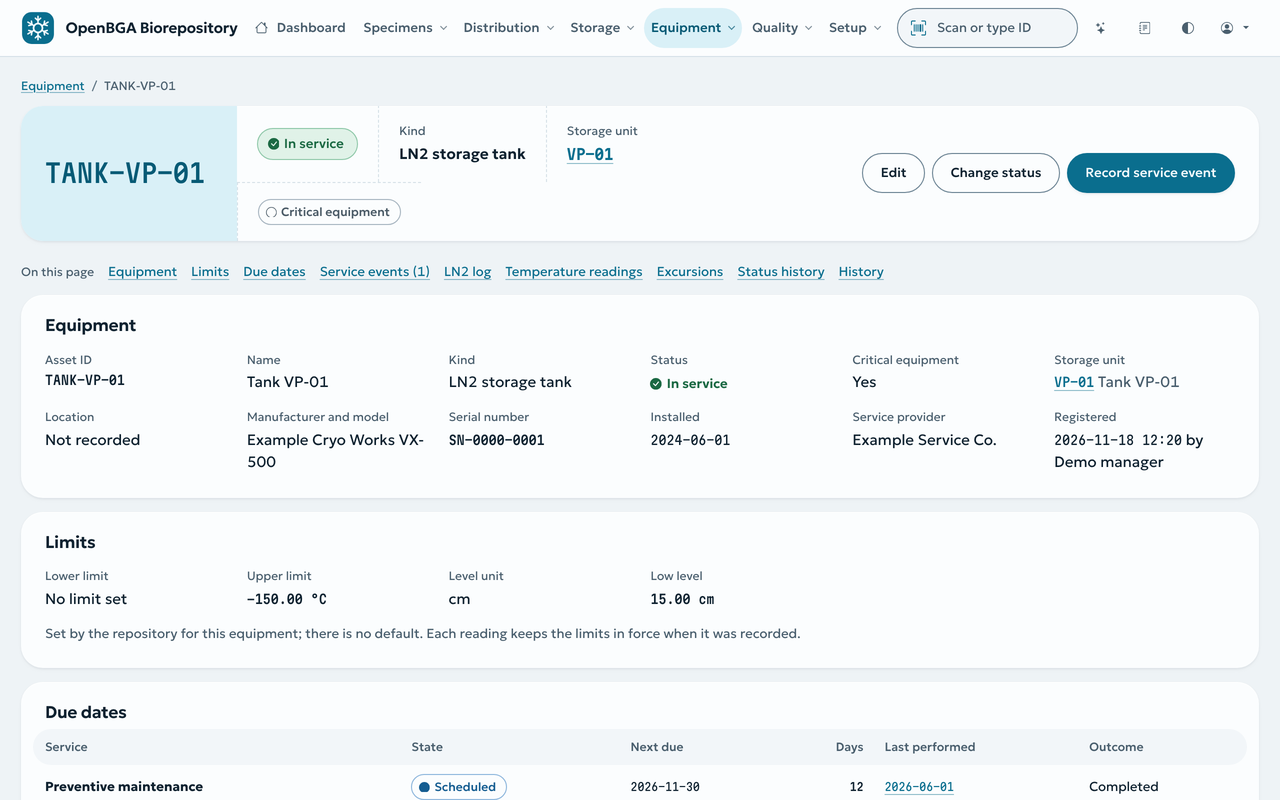 OpenBGA Biorepository
Dashboard
Specimens
Distribution
Storage
Equipment
Quality
Setup
Scan or type ID
Equipment / TANK-VP-01
TANK-VP-01
In service
Kind
LN2 storage tank
Storage unit
VP-01
Critical equipment
Edit
Change status
Record service event
On this page
Equipment
Limits
Due dates
Service events (1)
LN2 log
Temperature readings
Excursions
Status history
History
Equipment
Asset ID
TANK-VP-01
Name
Tank VP-01
Kind
LN2 storage tank
Status
In service
Critical equipment
Yes
Storage unit
VP-01 Tank VP-01
Location
Not recorded
Manufacturer and model
Example Cryo Works VX-
500
Serial number
SN-0000-0001
Installed
2024-06-01
Service provider
Example Service Co.
Registered
2026-11-18 12:20 by
Demo manager
Limits
Lower limit
No limit set
Upper limit
-150.00 °C
Level unit
cm
Low level
15.00 cm
Set by the repository for this equipment; there is no default. Each reading keeps the limits in force when it was recorded.
Due dates
Service
State
Next due
Days
Last performed
Outcome
Preventive maintenance
Scheduled
2026-11-30
12
2026-06-01
Completed